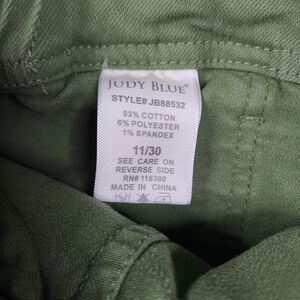 JUDY BLUE®
STYLE# JB88532
93% COTTON
6% POLYESTER
1% SPANDEX
11/30
SEE CARE ON
REVERSE SIDE
RN# 116380
MADE IN CHINA